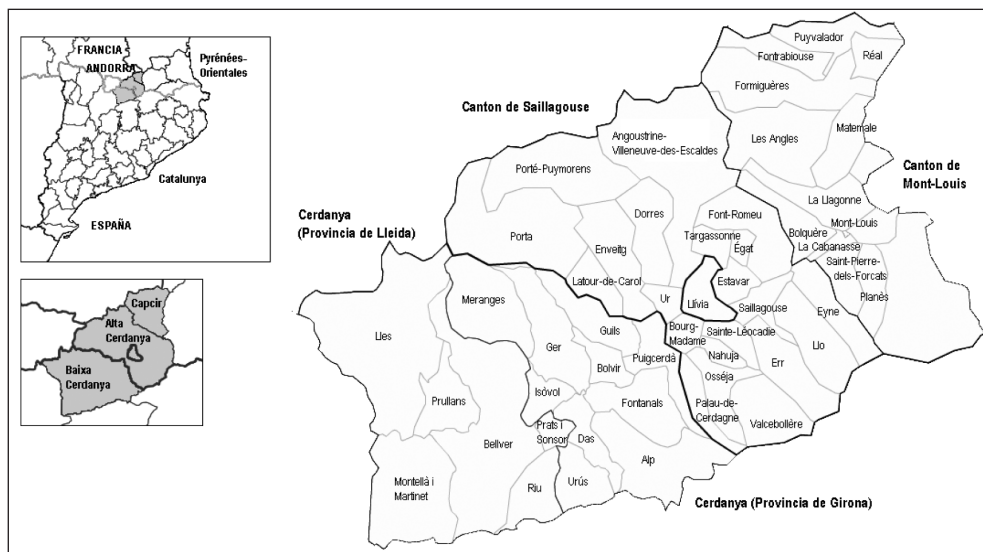 FRANCIA
ANDORRA
Pyrénées-
Orientales
Catalunya
ESPAÑA
Capcir
Alta
Cerdanya
Baixa
Cerdanya
Canton de Saillagouse
Canton de
Mont-Louis
Cerdanya
(Provincia de Lleida)
Cerdanya (Provincia de Girona)
Puyvalador
Fontrabiouse
Réal
Formiguères
Matemale
Les Angles
Angoustrine-
Villeneuve-des-Escaldes
Porté-Puymorens
La Llagonne
Dorres
Font-Romeu
Mont-Louis
Porta
Enveitg
Targassonne
Bolquère
La Cabanasse
Égat
Saint-Pierre-
dels-Forcats
Latour-de-Carol
Estavar
Planès
Ur
Llívia
Saillagouse
Eyne
Meranges
Bourg-
Madame
Sainte-Léocadie
Guils
Llo
Lles
Ger
Nahuja
Err
Puigcerdà
Bolvir
Osséja
Isòvol
Prullans
Fontanals
Palau-de-
Cerdagne
Valcebollère
Prats i
Sonsor
Das
Bellver
Alp
Montellà i
Martinet
Riu
Urús